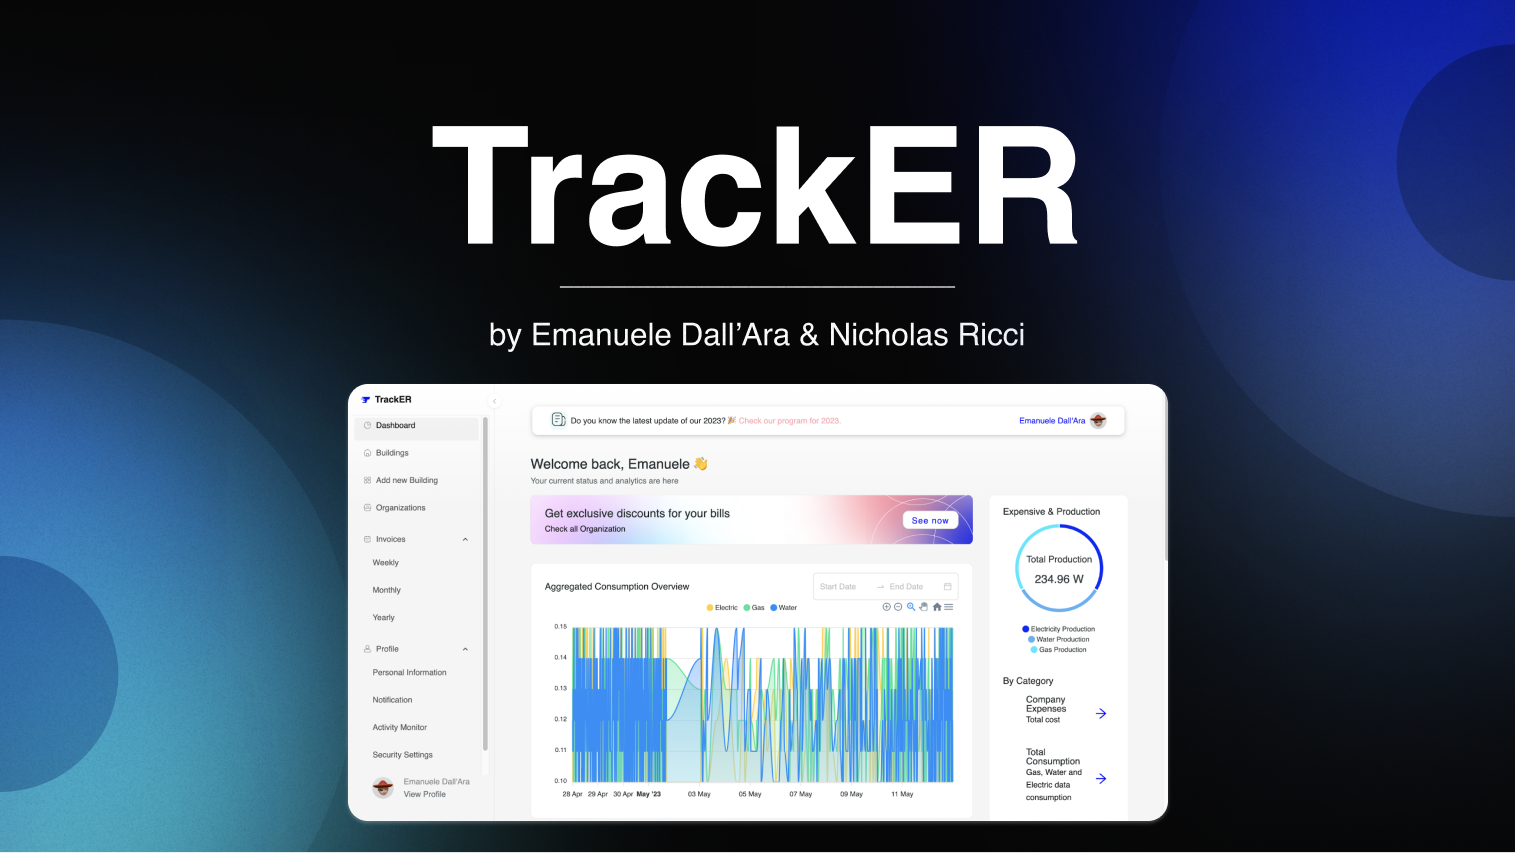 TrackER
by Emanuele Dall'Ara & Nicholas Ricci
TrackER
Dashboard
Buildings
Add new Building
Organizations
Invoices
Weekly
Monthly
Yearly
Profile
Personal Information
Notification
Activity Monitor
Security Settings
Emanuele Dall'Ara
View Profile
Do you know the latest update of our 2023? 🎉 Check our program for 2023.
Emanuele Dall'Ara
Welcome back, Emanuele 👋
Your current status and analytics are here
Get exclusive discounts for your bills
Check all Organization
See now
Aggregated Consumption Overview
Start Date
End Date
Electric Gas Water
0.15
0.14
0.13
0.12
0.11
0.10
28 Apr 29 Apr 30 Apr May '23 03 May 05 May 07 May 09 May 11 May
Expensive & Production
Total Production
234.96 W
Electricity Production
Water Production
Gas Production
By Category
Company
Expenses
Total cost
Total
Consumption
Gas, Water and
Electric data
consumption